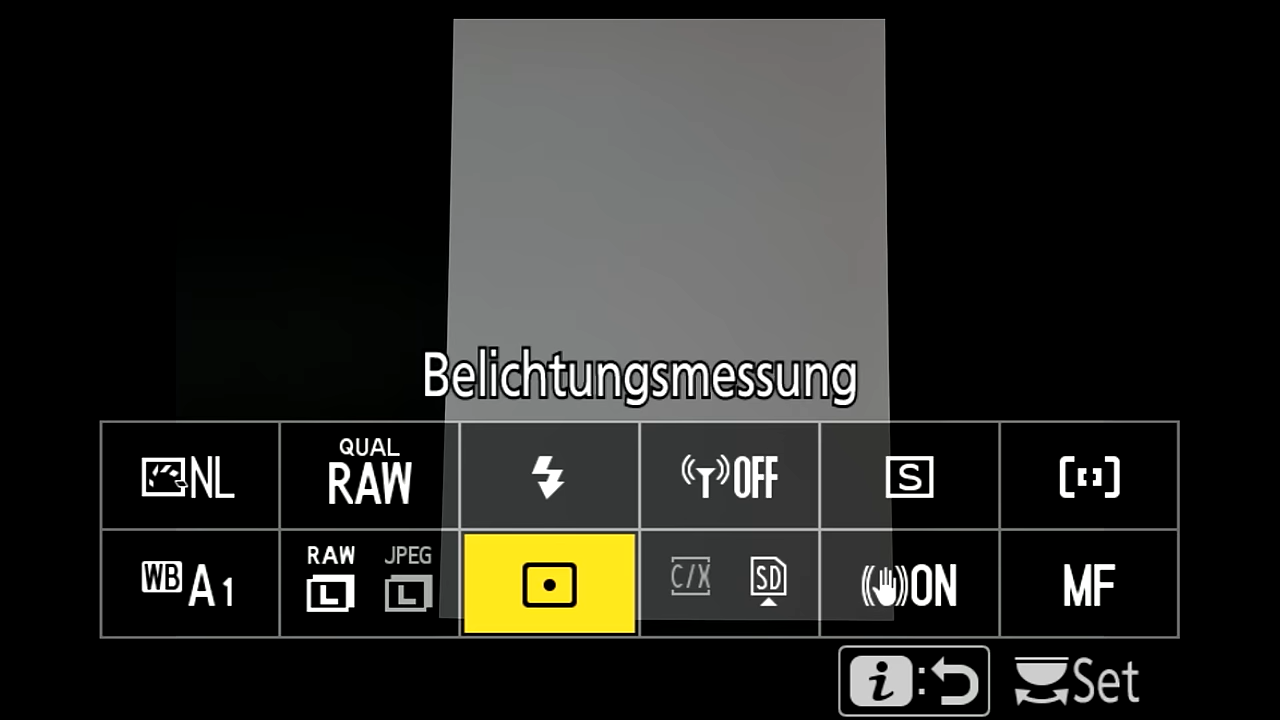 Belichtungsmessung
NL
QUAL
RAW
OFF
S
WB A1
RAW
L
JPEG
L
C/X
SD
ON
MF
i:
Set